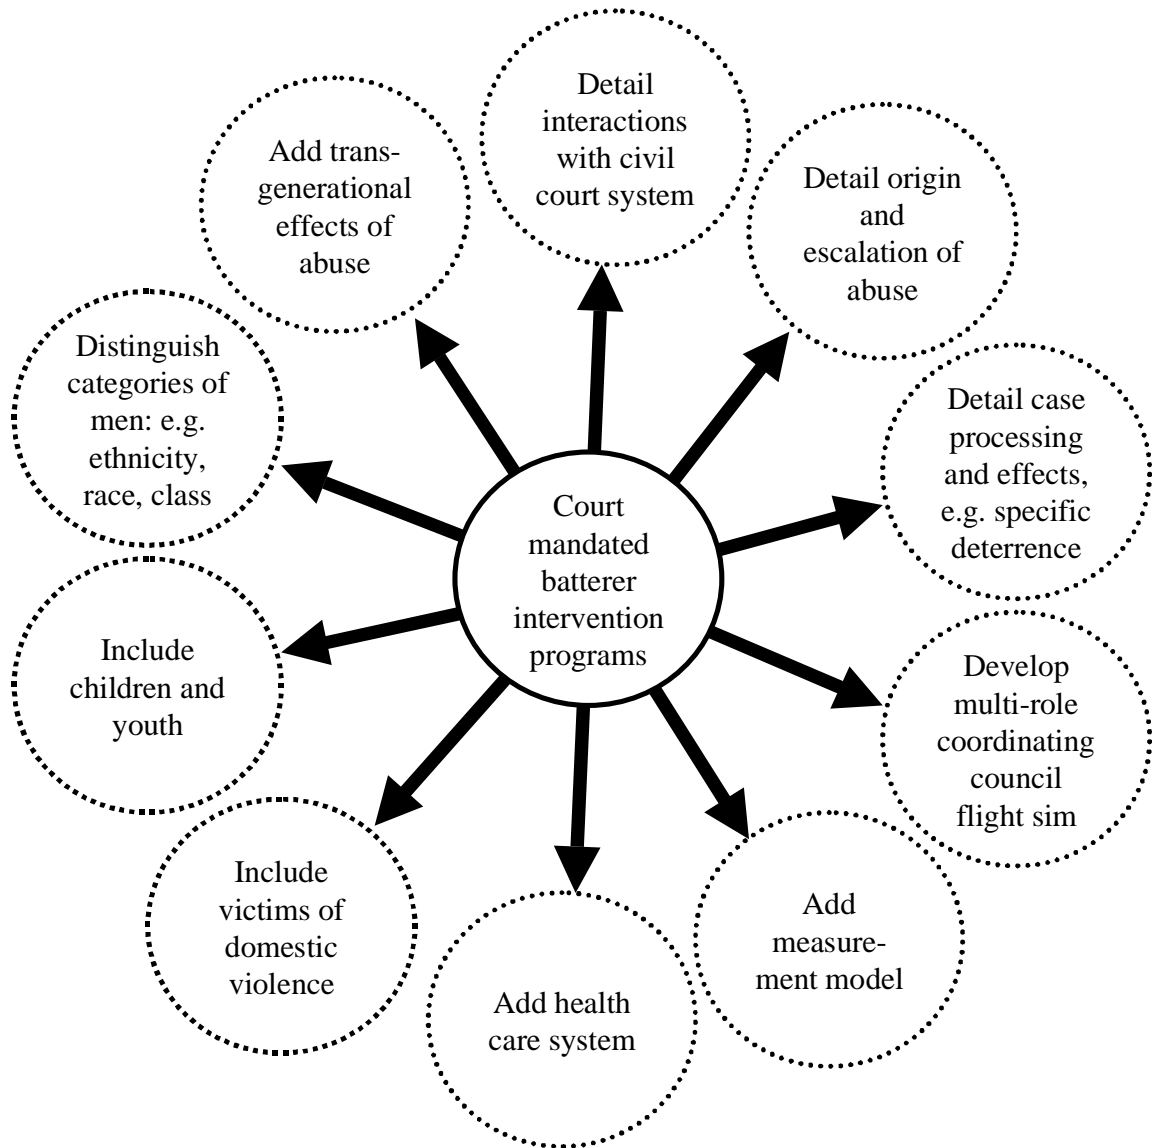 Detail
interactions
with civil
court system
Detail origin
and
escalation of
abuse
Detail case
processing
and effects,
e.g. specific
deterrence
Develop
multi-role
coordinating
council
flight sim
Add
measure-
ment model
Add health
care system
Include
victims of
domestic
violence
Include
children and
youth
Distinguish
categories of
men: e.g.
ethnicity,
race, class
Add trans-
generational
effects of
abuse
Court
mandated
batterer
intervention
programs